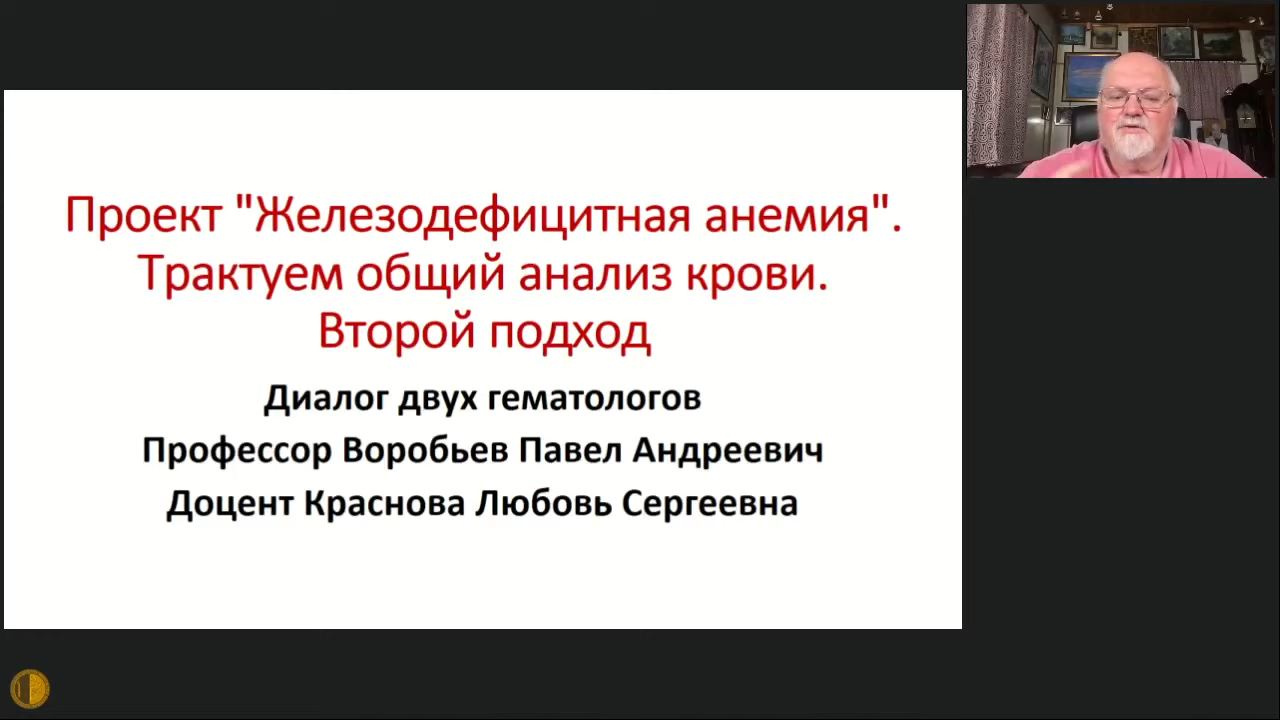 Проект "Железодефицитная анемия".
Трактуем общий анализ крови.
Второй подход
Диалог двух гематологов
Профессор Воробьев Павел Андреевич
Доцент Краснова Любовь Сергеевна